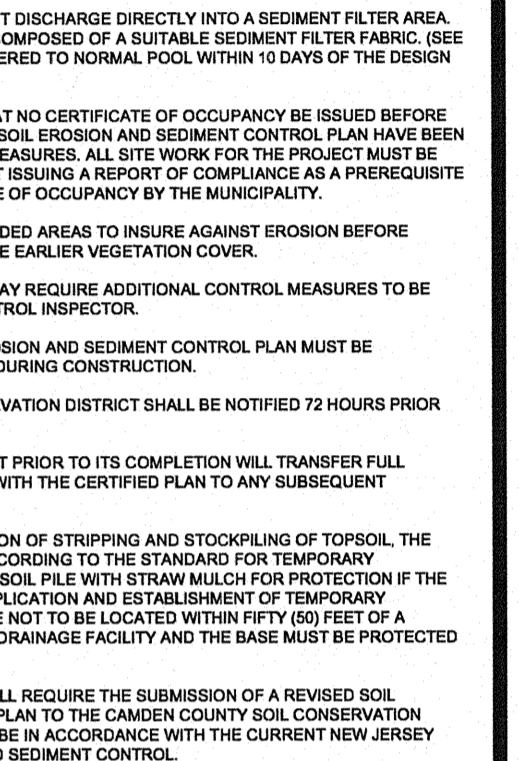 T DISCHARGE DIRECTLY INTO A SEDIMENT FILTER AREA.
OMPOSED OF A SUITABLE SEDIMENT FILTER FABRIC. (SEE
ERED TO NORMAL POOL WITHIN 10 DAYS OF THE DESIGN
AT NO CERTIFICATE OF OCCUPANCY BE ISSUED BEFORE
SOIL EROSION AND SEDIMENT CONTROL PLAN HAVE BEEN
EASURES. ALL SITE WORK FOR THE PROJECT MUST BE
T ISSUING A REPORT OF COMPLIANCE AS A PREREQUISITE
E OF OCCUPANCY BY THE MUNICIPALITY.
DED AREAS TO INSURE AGAINST EROSION BEFORE
E EARLIER VEGETATION COVER.
AY REQUIRE ADDITIONAL CONTROL MEASURES TO BE
TROL INSPECTOR.
OSION AND SEDIMENT CONTROL PLAN MUST BE
DURING CONSTRUCTION.
VATION DISTRICT SHALL BE NOTIFIED 72 HOURS PRIOR
T PRIOR TO ITS COMPLETION WILL TRANSFER FULL
WITH THE CERTIFIED PLAN TO ANY SUBSEQUENT
ON OF STRIPPING AND STOCKPILING OF TOPSOIL, THE
CORDING TO THE STANDARD FOR TEMPORARY
SOIL PILE WITH STRAW MULCH FOR PROTECTION IF THE
PLICATION AND ESTABLISHMENT OF TEMPORARY
E NOT TO BE LOCATED WITHIN FIFTY (50) FEET OF A
DRAINAGE FACILITY AND THE BASE MUST BE PROTECTED
LL REQUIRE THE SUBMISSION OF A REVISED SOIL
PLAN TO THE CAMDEN COUNTY SOIL CONSERVATION
BE IN ACCORDANCE WITH THE CURRENT NEW JERSEY
D SEDIMENT CONTROL.